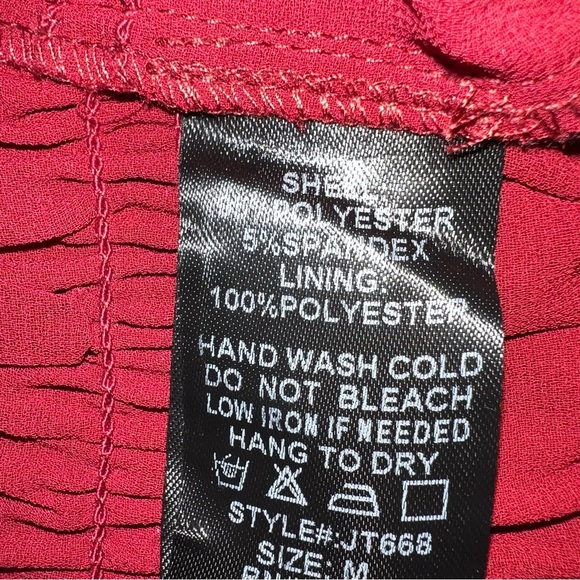 SHELL:
POLYESTER
5%SPANDEX
LINING:
100%POLYESTER
HAND WASH COLD
DO NOT BLEACH
LOW IRON IF NEEDED
HANG TO DRY
STYLE#:JT668
SIZE: M